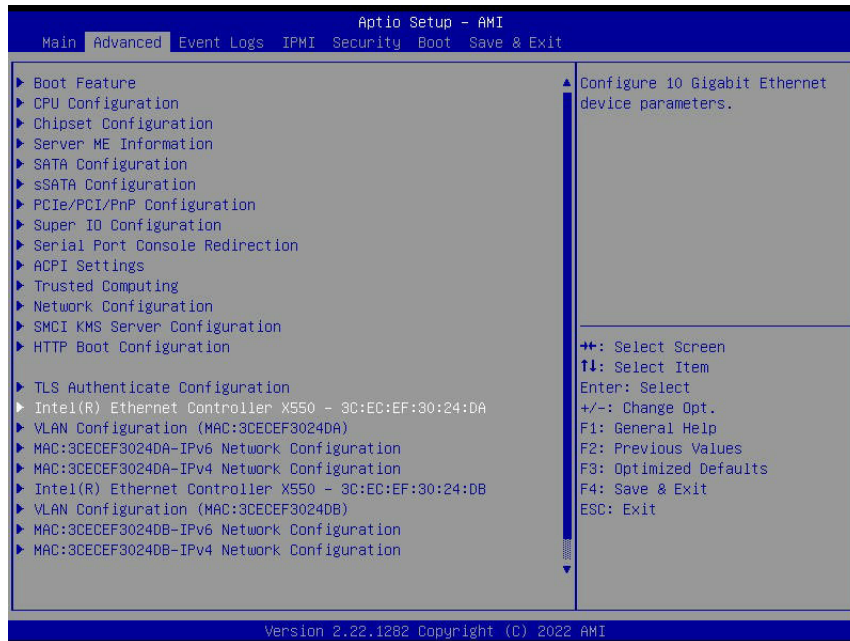 Aptio Setup – AMI
Main Advanced Event Logs IPMI Security Boot Save & Exit
▶ Boot Feature
▶ CPU Configuration
▶ Chipset Configuration
▶ Server ME Information
▶ SATA Configuration
▶ sSATA Configuration
▶ PCIe/PCI/PnP Configuration
▶ Super IO Configuration
▶ Serial Port Console Redirection
▶ ACPI Settings
▶ Trusted Computing
▶ Network Configuration
▶ SMCI KMS Server Configuration
▶ HTTP Boot Configuration
▶ TLS Authenticate Configuration
▶ Intel(R) Ethernet Controller X550 – 3C:EC:EF:30:24:DA
▶ VLAN Configuration (MAC:3CECEF3024DA)
▶ MAC:3CECEF3024DA–IPv6 Network Configuration
▶ MAC:3CECEF3024DA–IPv4 Network Configuration
▶ Intel(R) Ethernet Controller X550 – 3C:EC:EF:30:24:DB
▶ VLAN Configuration (MAC:3CECEF3024DB)
▶ MAC:3CECEF3024DB–IPv6 Network Configuration
▶ MAC:3CECEF3024DB–IPv4 Network Configuration
Configure 10 Gigabit Ethernet
device parameters.
→←: Select Screen
↑↓: Select Item
Enter: Select
+/–: Change Opt.
F1: General Help
F2: Previous Values
F3: Optimized Defaults
F4: Save & Exit
ESC: Exit
Version 2.22.1282 Copyright (C) 2022 AMI